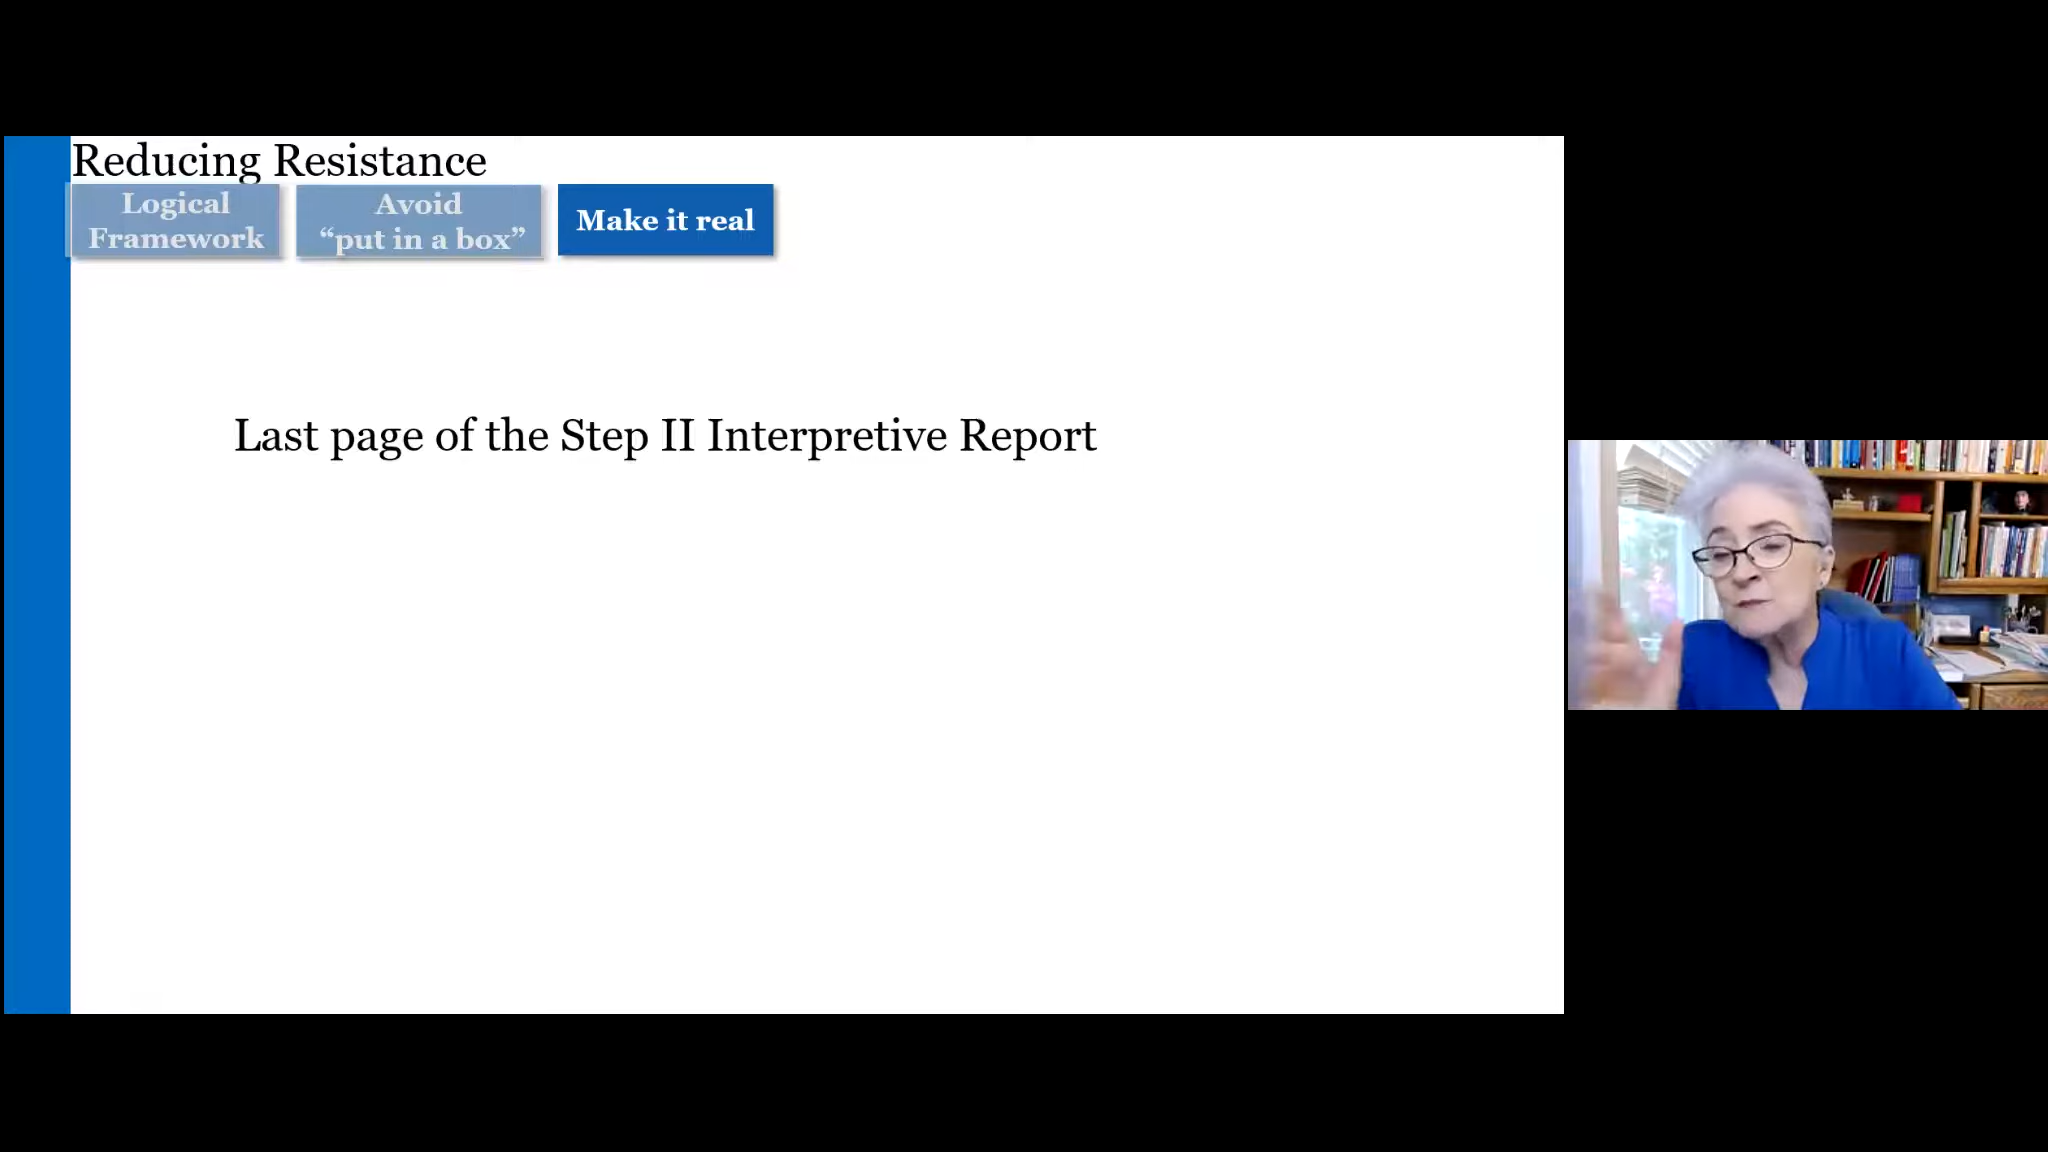 Reducing Resistance
Logical
Framework
Avoid
“put in a box”
Make it real
Last page of the Step II Interpretive Report